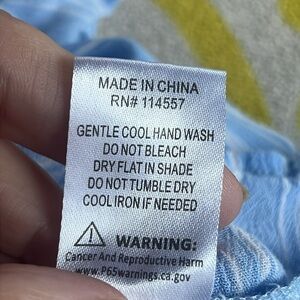 MADE IN CHINA
RN# 114557
GENTLE COOL HAND WASH
DO NOT BLEACH
DRY FLAT IN SHADE
DO NOT TUMBLE DRY
COOL IRON IF NEEDED
WARNING:
Cancer And Reproductive Harm
www.P65warnings.ca.gov